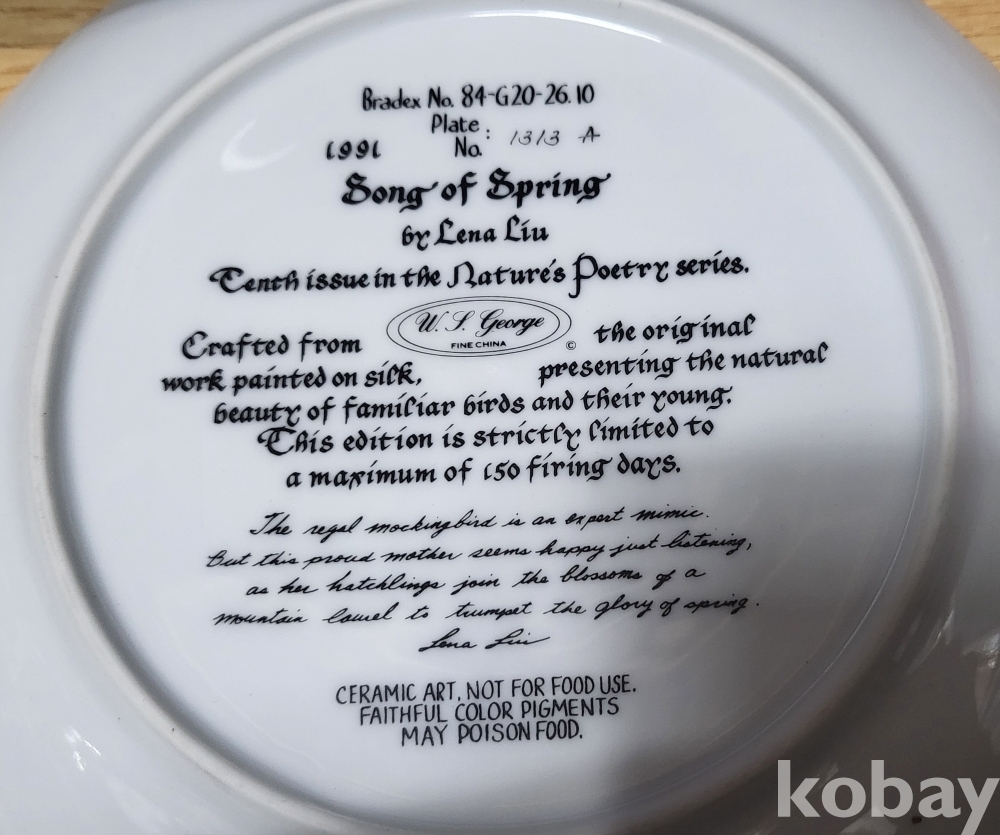 Bradex No. 84-G20-26.10
Plate No.: 1313 A
1991
Song of Spring
by Lena Liu
Tenth issue in the Nature's Poetry series.
Crafted from W. S. George the original
FINE CHINA ©
work painted on silk, presenting the natural
beauty of familiar birds and their young.
This edition is strictly limited to
a maximum of 150 firing days.
The regal mockingbird is an expert mimic.
But this proud mother seems happy just listening,
as her hatchlings join the blossoms of a
mountain laurel to trumpet the glory of spring.
Lena Liu
CERAMIC ART. NOT FOR FOOD USE.
FAITHFUL COLOR PIGMENTS
MAY POISON FOOD.
kobay